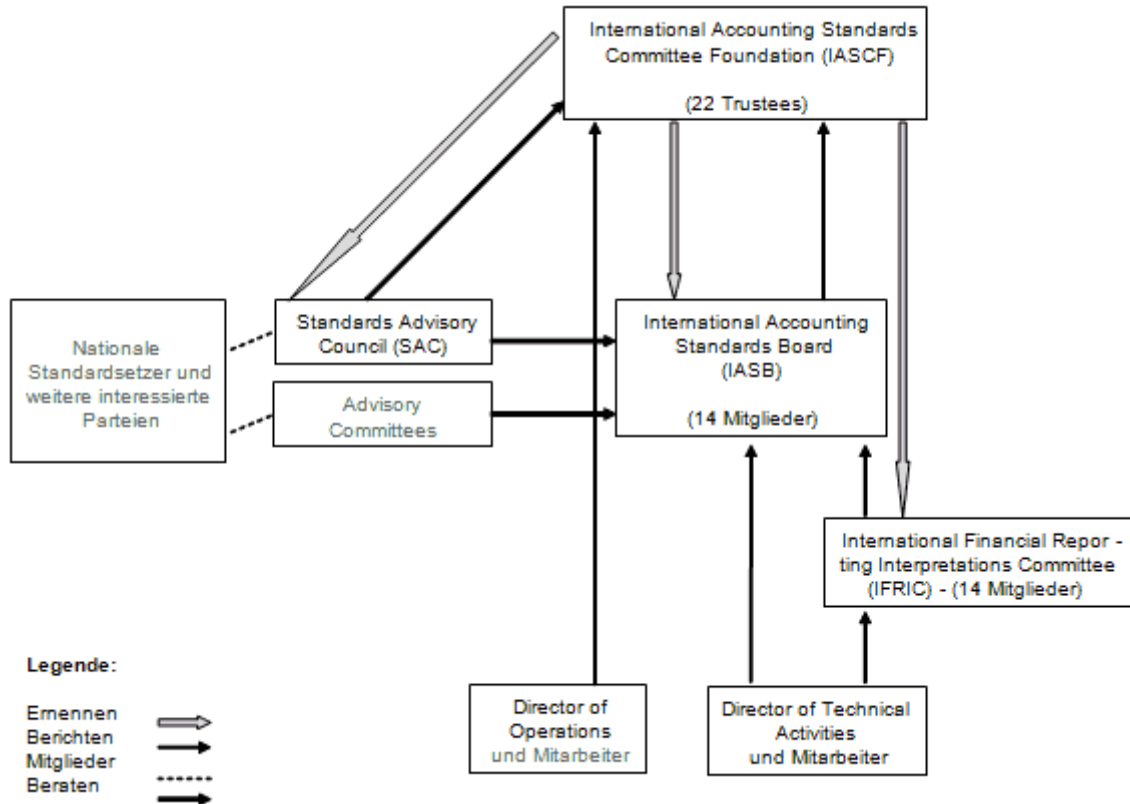 International Accounting Standards
Committee Foundation (IASCF)
(22 Trustees)
Nationale
Standardsetzer und
weitere interessierte
Parteien
Standards Advisory
Council (SAC)
Advisory
Committees
International Accounting
Standards Board
(IASB)
(14 Mitglieder)
International Financial Repor -
ting Interpretations Committee
(IFRIC) - (14 Mitglieder)
Director of
Operations
und Mitarbeiter
Director of Technical
Activities
und Mitarbeiter
Legende:
Ernennen
Berichten
Mitglieder
Beraten